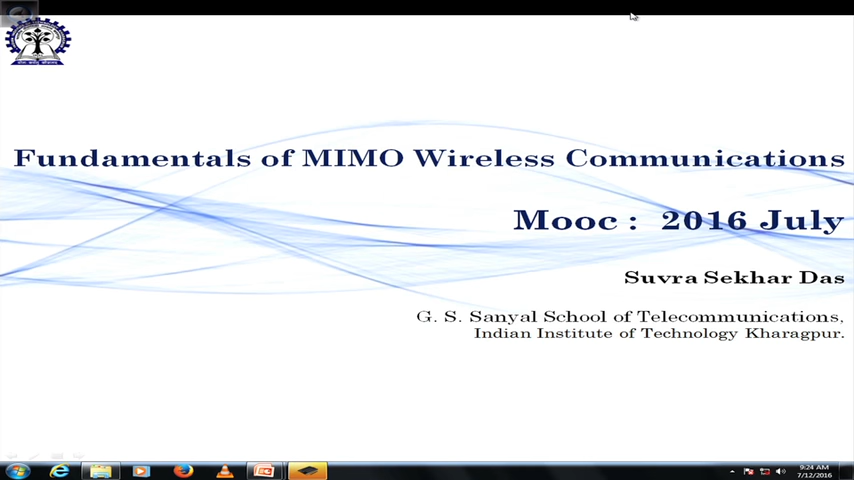 Fundamentals of MIMO Wireless Communications
Mooc : 2016 July
Suvra Sekhar Das
G. S. Sanyal School of Telecommunications,
Indian Institute of Technology Kharagpur.
9:24 AM
7/12/2016